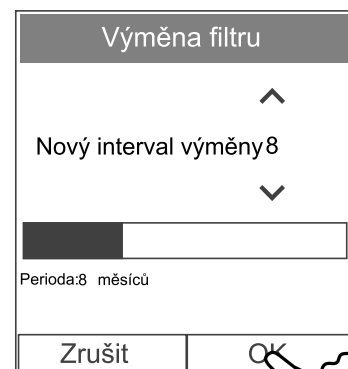 Výměna filtru
Nový interval výměny 8
Perioda:8 měsíců
Zrušit OK